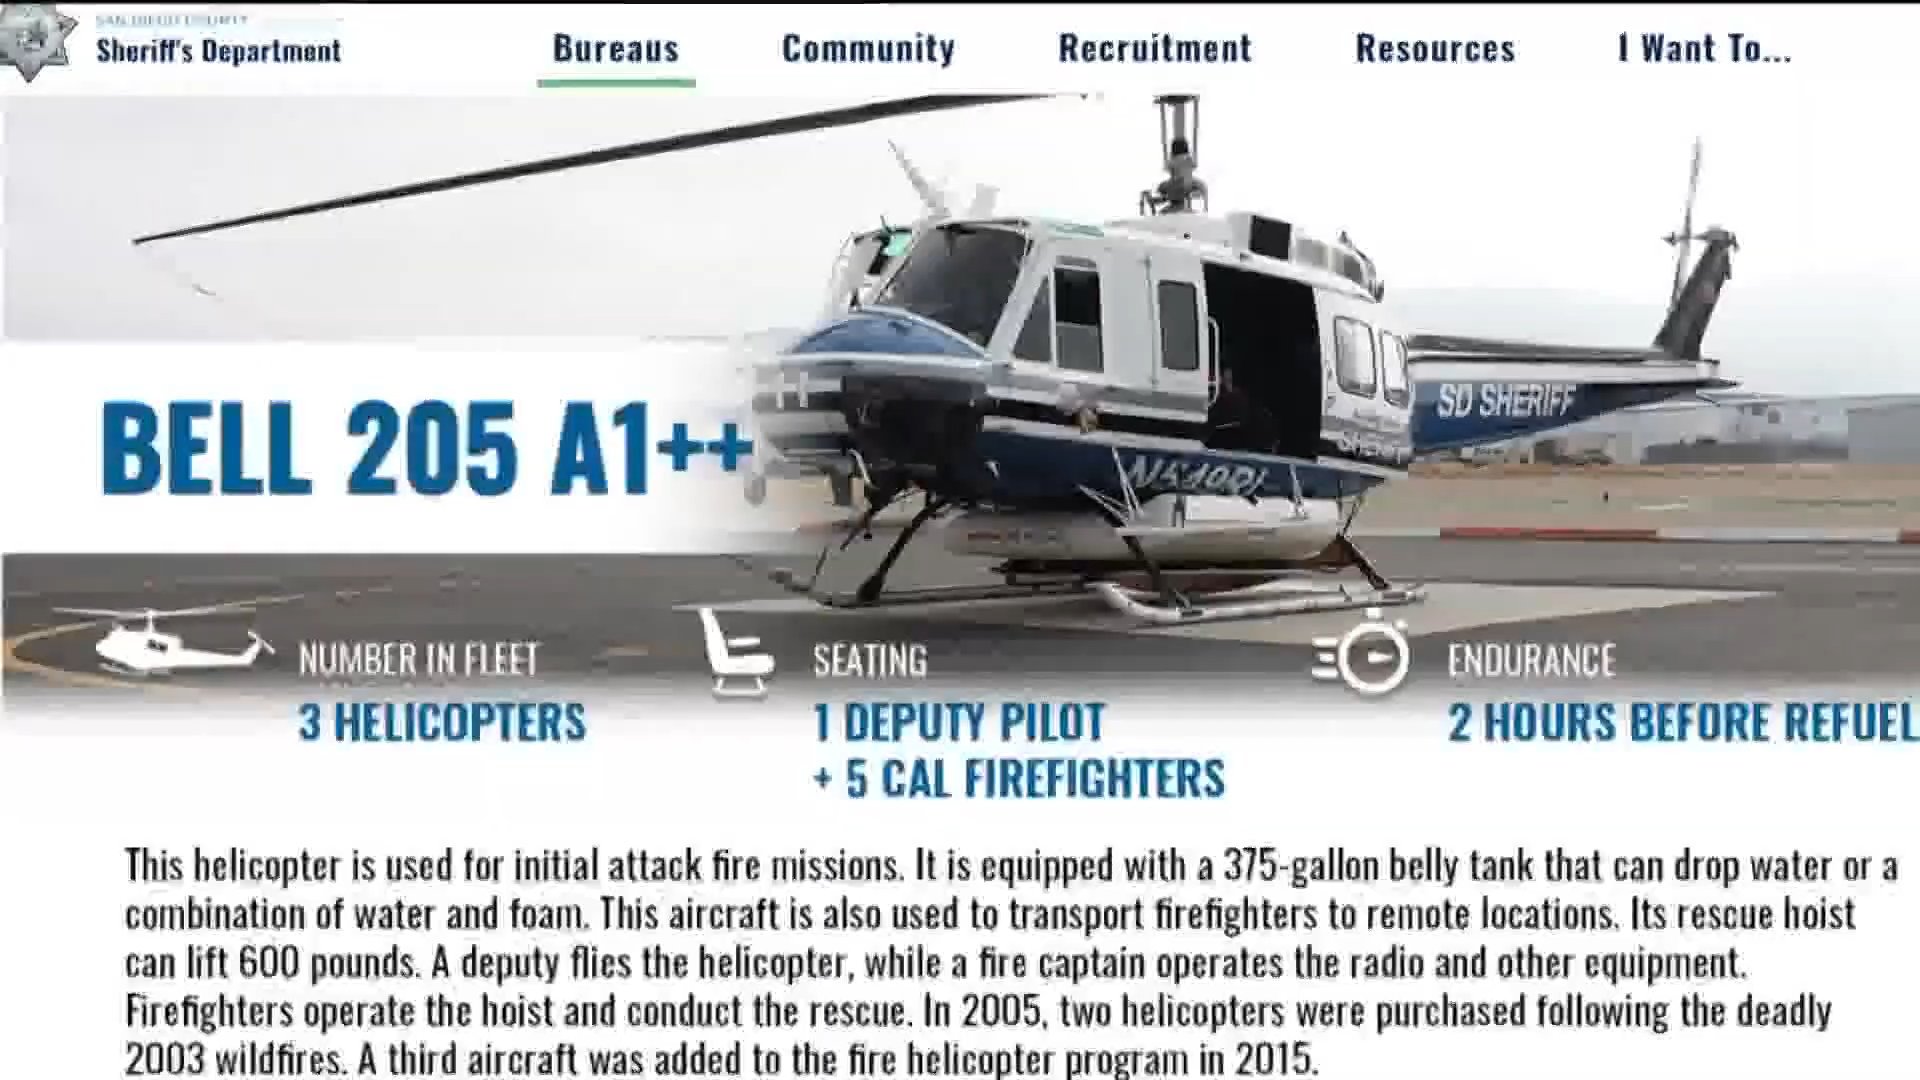 SAN DIEGO COUNTY
Sheriff's Department
Bureaus
Community
Recruitment
Resources
I Want To...
SD SHERIFF
SHERIFF
BELL 205 A1++
NUMBER IN FLEET
3 HELICOPTERS
SEATING
1 DEPUTY PILOT
+ 5 CAL FIREFIGHTERS
ENDURANCE
2 HOURS BEFORE REFUEL
This helicopter is used for initial attack fire missions. It is equipped with a 375-gallon belly tank that can drop water or a
combination of water and foam. This aircraft is also used to transport firefighters to remote locations. Its rescue hoist
can lift 600 pounds. A deputy flies the helicopter, while a fire captain operates the radio and other equipment.
Firefighters operate the hoist and conduct the rescue. In 2005, two helicopters were purchased following the deadly
2003 wildfires. A third aircraft was added to the fire helicopter program in 2015.